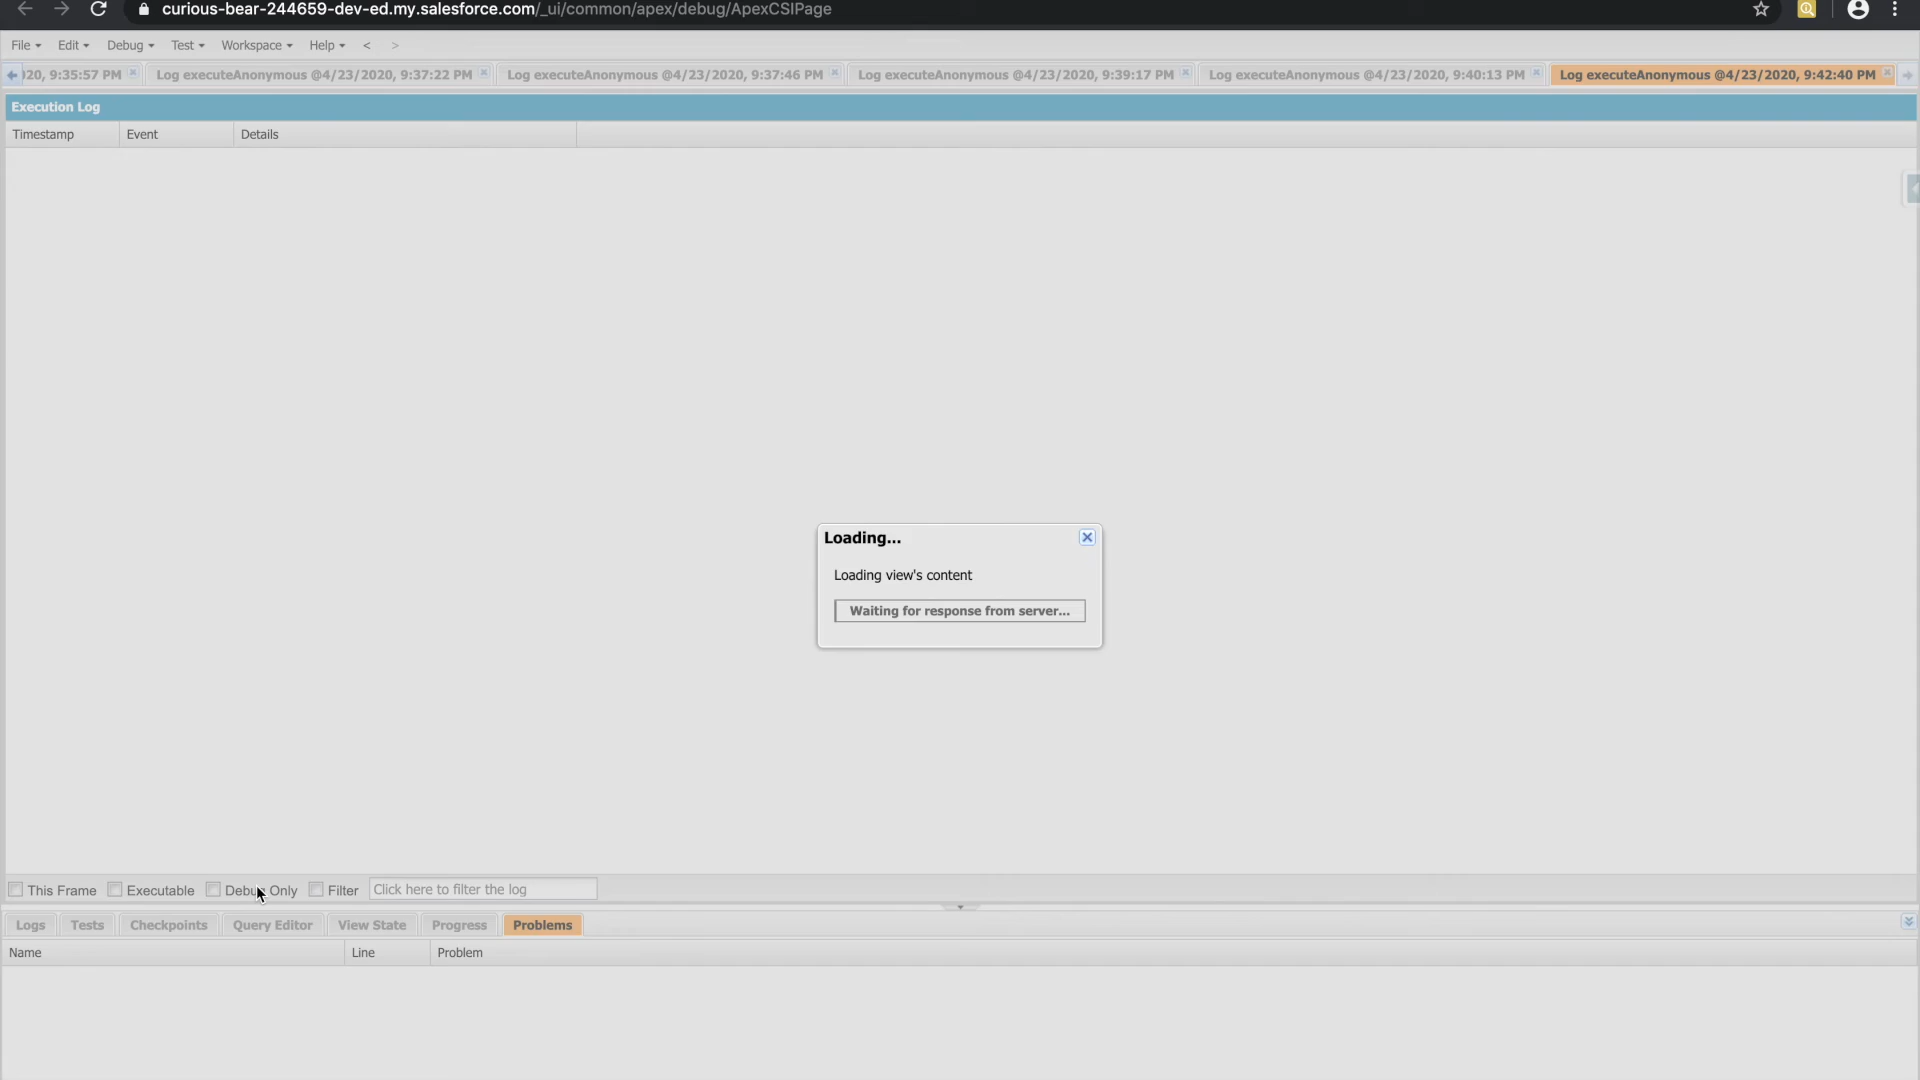 curious-bear-244659-dev-ed.my.salesforce.com/_ui/common/apex/debug/ApexCSIPage
File Edit Debug Test Workspace Help < >
020, 9:35:57 PM Log executeAnonymous @4/23/2020, 9:37:22 PM Log executeAnonymous @4/23/2020, 9:37:46 PM Log executeAnonymous @4/23/2020, 9:39:17 PM Log executeAnonymous @4/23/2020, 9:40:13 PM Log executeAnonymous @4/23/2020, 9:42:40 PM
Execution Log
Timestamp Event Details
Loading...
Loading view's content
Waiting for response from server...
This Frame Executable Debug Only Filter Click here to filter the log
Logs Tests Checkpoints Query Editor View State Progress Problems
Name Line Problem